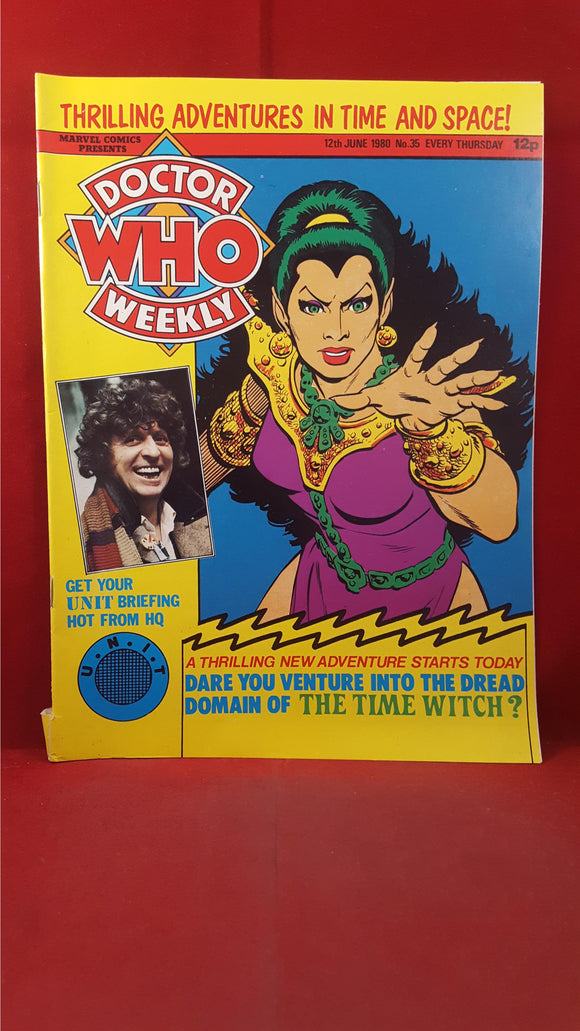 THRILLING ADVENTURES IN TIME AND SPACE!
MARVEL COMICS
PRESENTS
12th JUNE 1980 No.35 EVERY THURSDAY 12p
DOCTOR
WHO
WEEKLY
GET YOUR
UNIT BRIEFING
HOT FROM HQ
U.N.I.T
A THRILLING NEW ADVENTURE STARTS TODAY
DARE YOU VENTURE INTO THE DREAD
DOMAIN OF THE TIME WITCH?